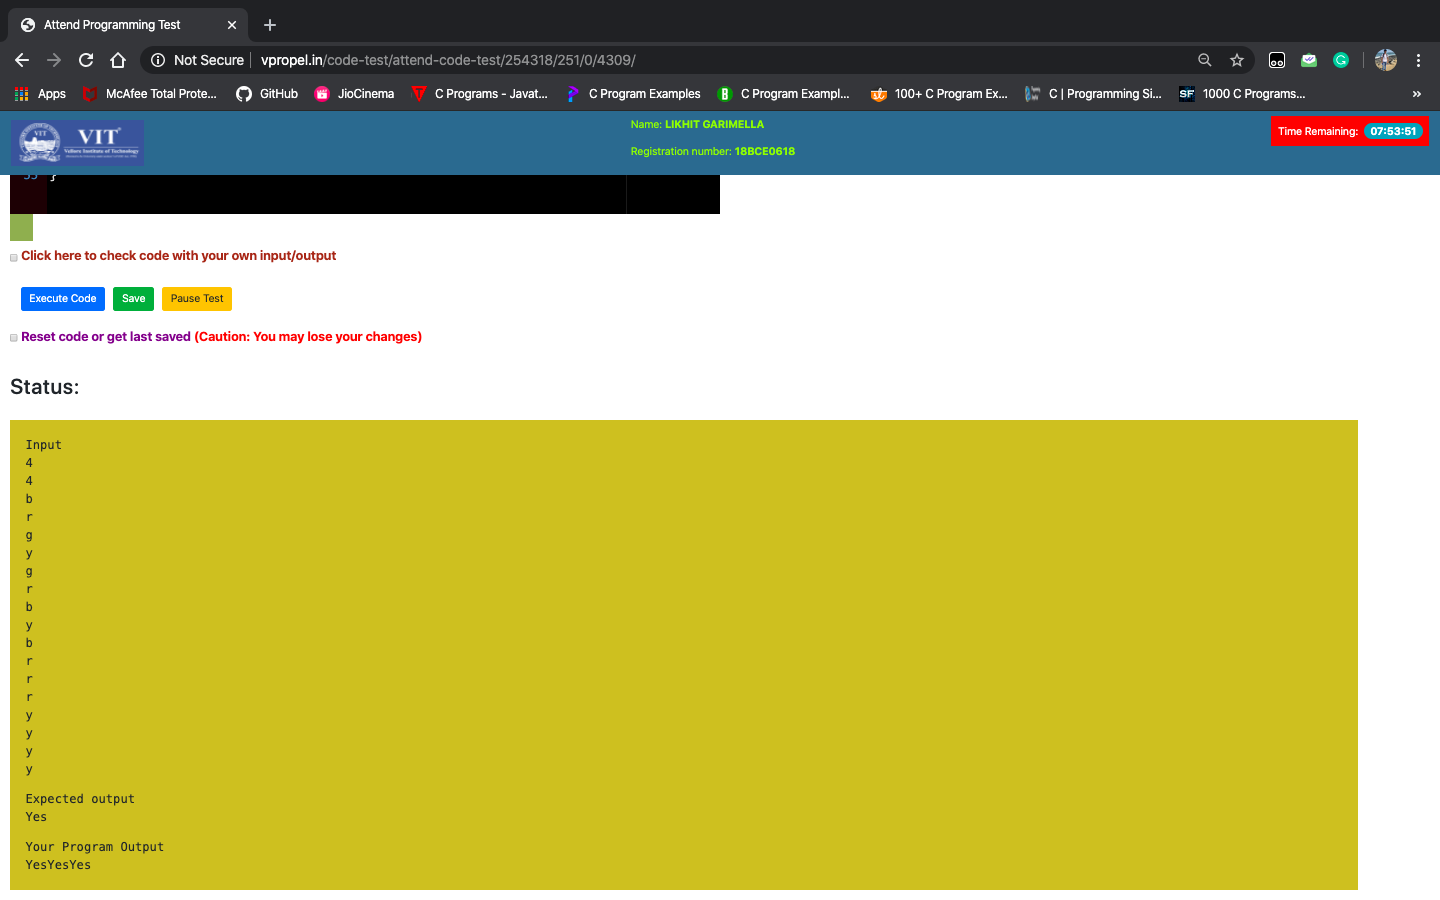 Attend Programming Test
Not Secure | vpropel.in/code-test/attend-code-test/254318/251/0/4309/
Apps McAfee Total Prote... GitHub JioCinema C Programs - Javat... C Program Examples C Program Exampl... 100+ C Program Ex... C | Programming Si... SF 1000 C Programs... »
VIT
VIT
Vellore Institute of Technology
Name: LIKHIT GARIMELLA
Registration number: 18BCE0618
Time Remaining: 07:53:51
}
Click here to check code with your own input/output
Execute Code Save Pause Test
Reset code or get last saved (Caution: You may lose your changes)
Status:
Input
4
4
b
r
g
y
g
r
b
y
b
r
r
r
y
y
y
y
Expected output
Yes
Your Program Output
YesYesYes